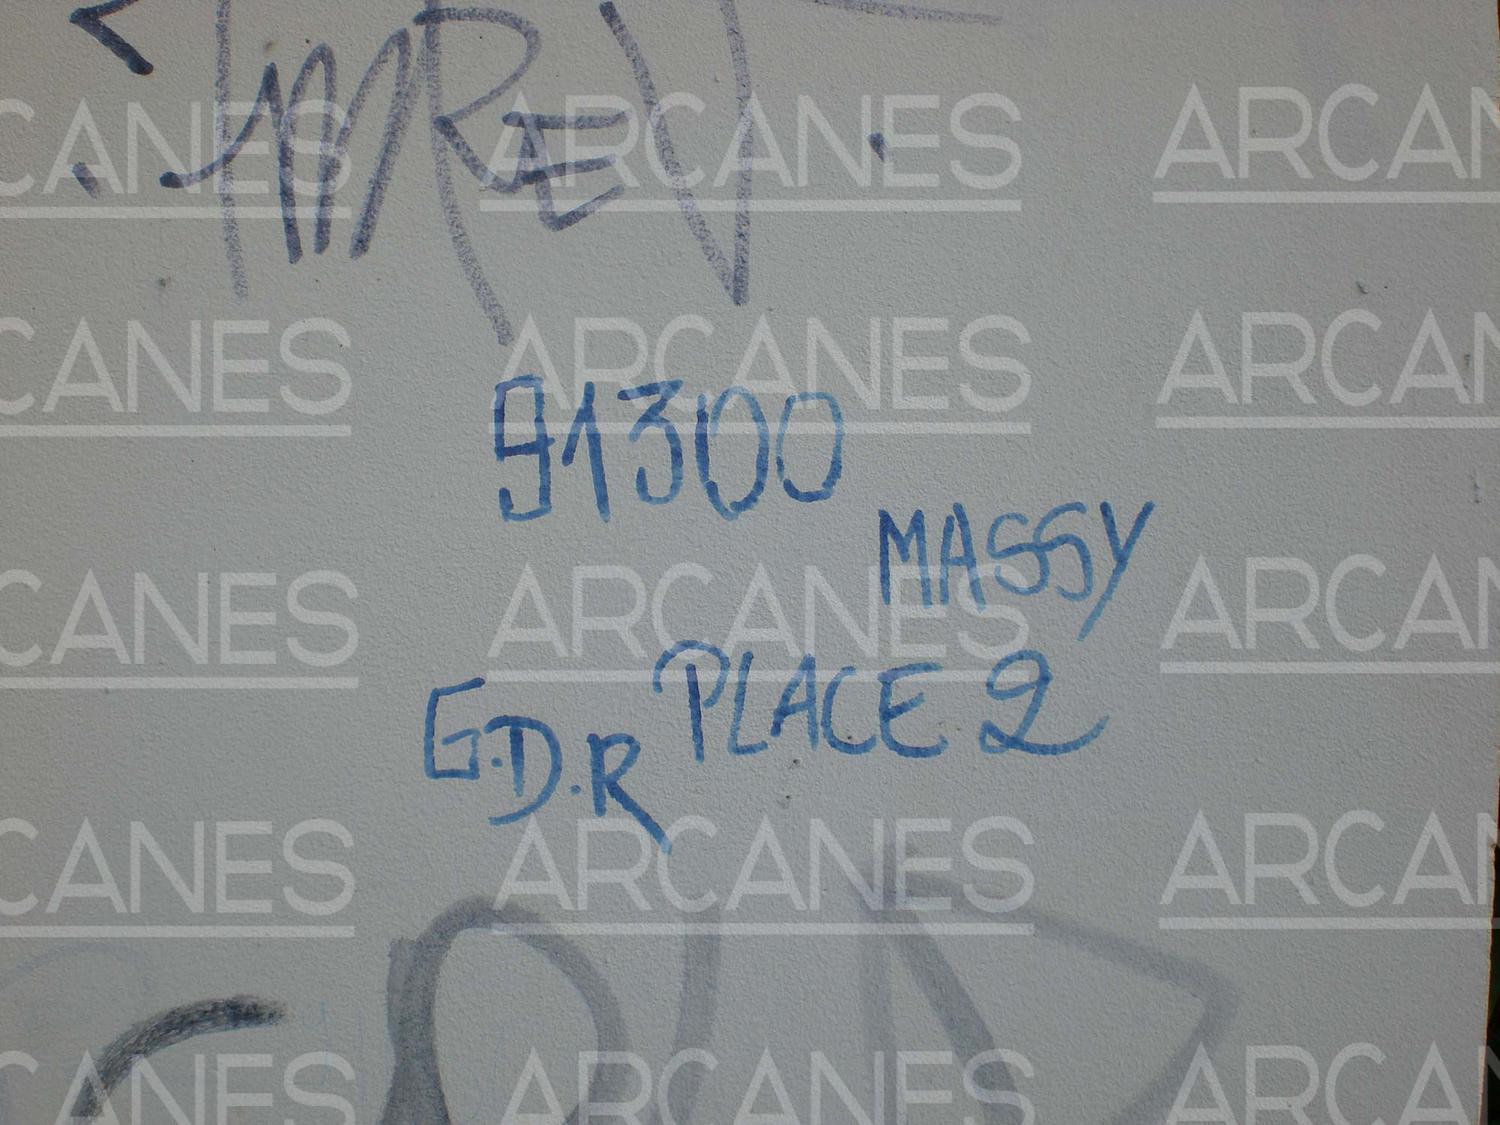 91300
MASSY
PLACE 2
G.D.R
ARCANES